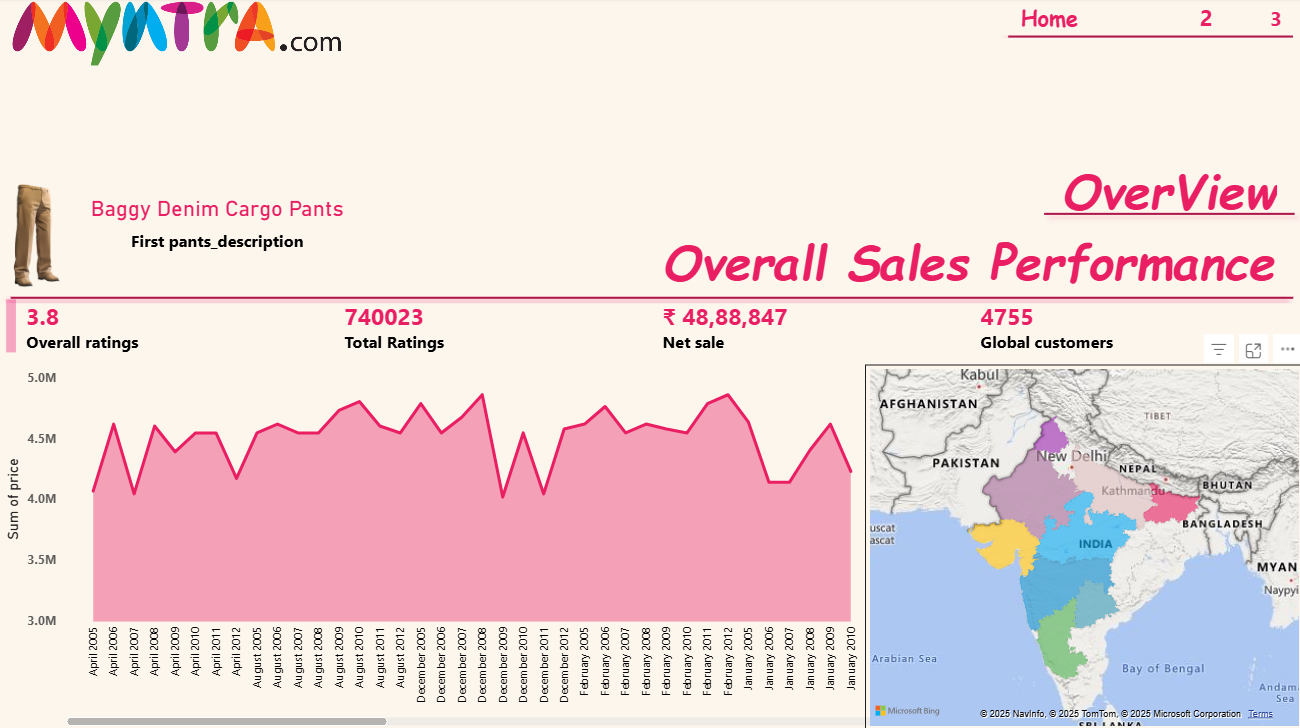 MYNTRA.com
Home 2 3
OverView
Baggy Denim Cargo Pants
First pants_description
Overall Sales Performance
3.8 740023 ₹ 48,88,847 4755
Overall ratings Total Ratings Net sale Global customers
Sum of price
5.0M
4.5M
4.0M
3.5M
3.0M
April 2005
April 2006
April 2007
April 2008
April 2009
April 2010
April 2011
April 2012
August 2005
August 2006
August 2007
August 2008
August 2009
August 2010
August 2011
August 2012
December 2005
December 2006
December 2007
December 2008
December 2009
December 2010
December 2011
December 2012
February 2005
February 2006
February 2007
February 2008
February 2009
February 2010
February 2011
February 2012
January 2005
January 2006
January 2007
January 2008
January 2009
January 2010
Kabul
AFGHANISTAN
TIBET
New Delhi
PAKISTAN
NEPAL
Kathmandu
BHUTAN
uscat
ascat
BANGLADESH
INDIA
MYAN
Naypyi
Arabian Sea
Bay of Bengal
Andama
Sea
Microsoft Bing
© 2025 NavInfo, © 2025 TomTom, © 2025 Microsoft Corporation Terms
SRI LANKA